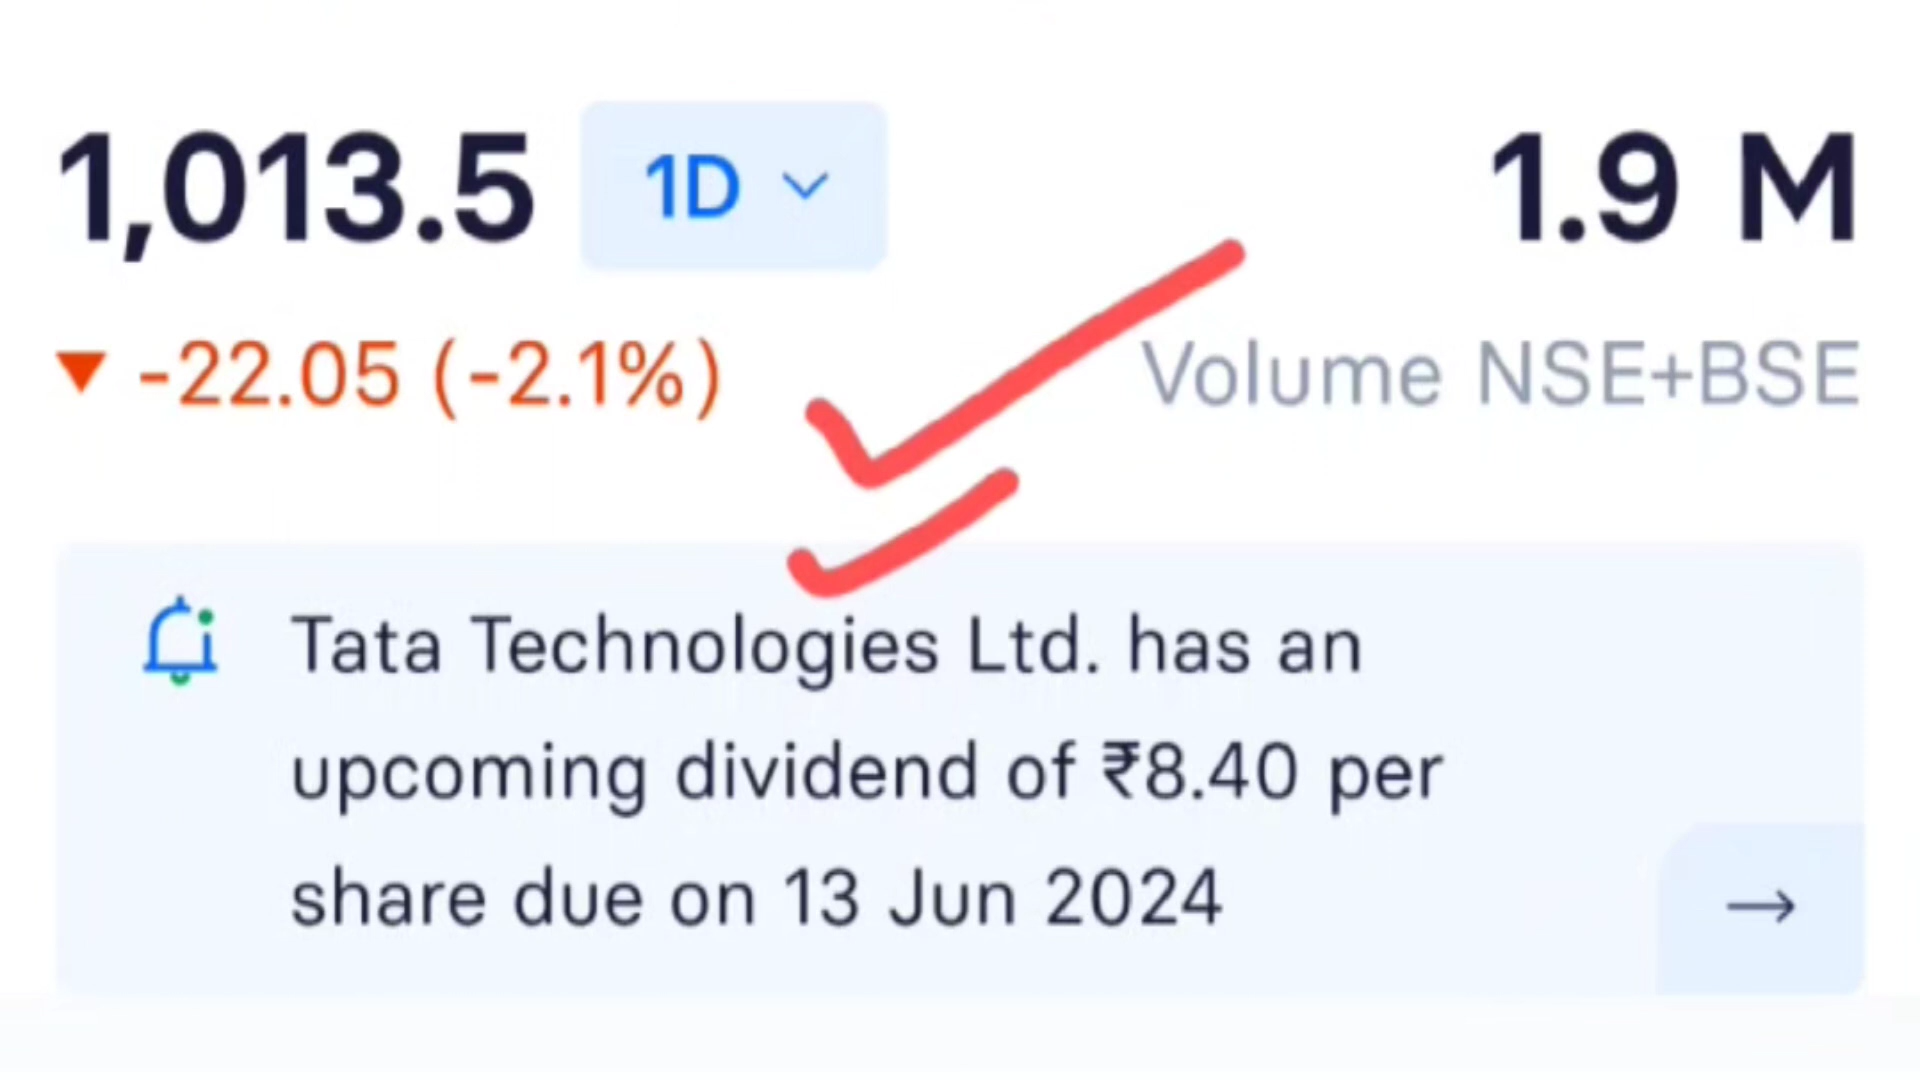 1,013.5 1D 1.9 M
-22.05 (-2.1%) Volume NSE+BSE
Tata Technologies Ltd. has an
upcoming dividend of ₹8.40 per
share due on 13 Jun 2024